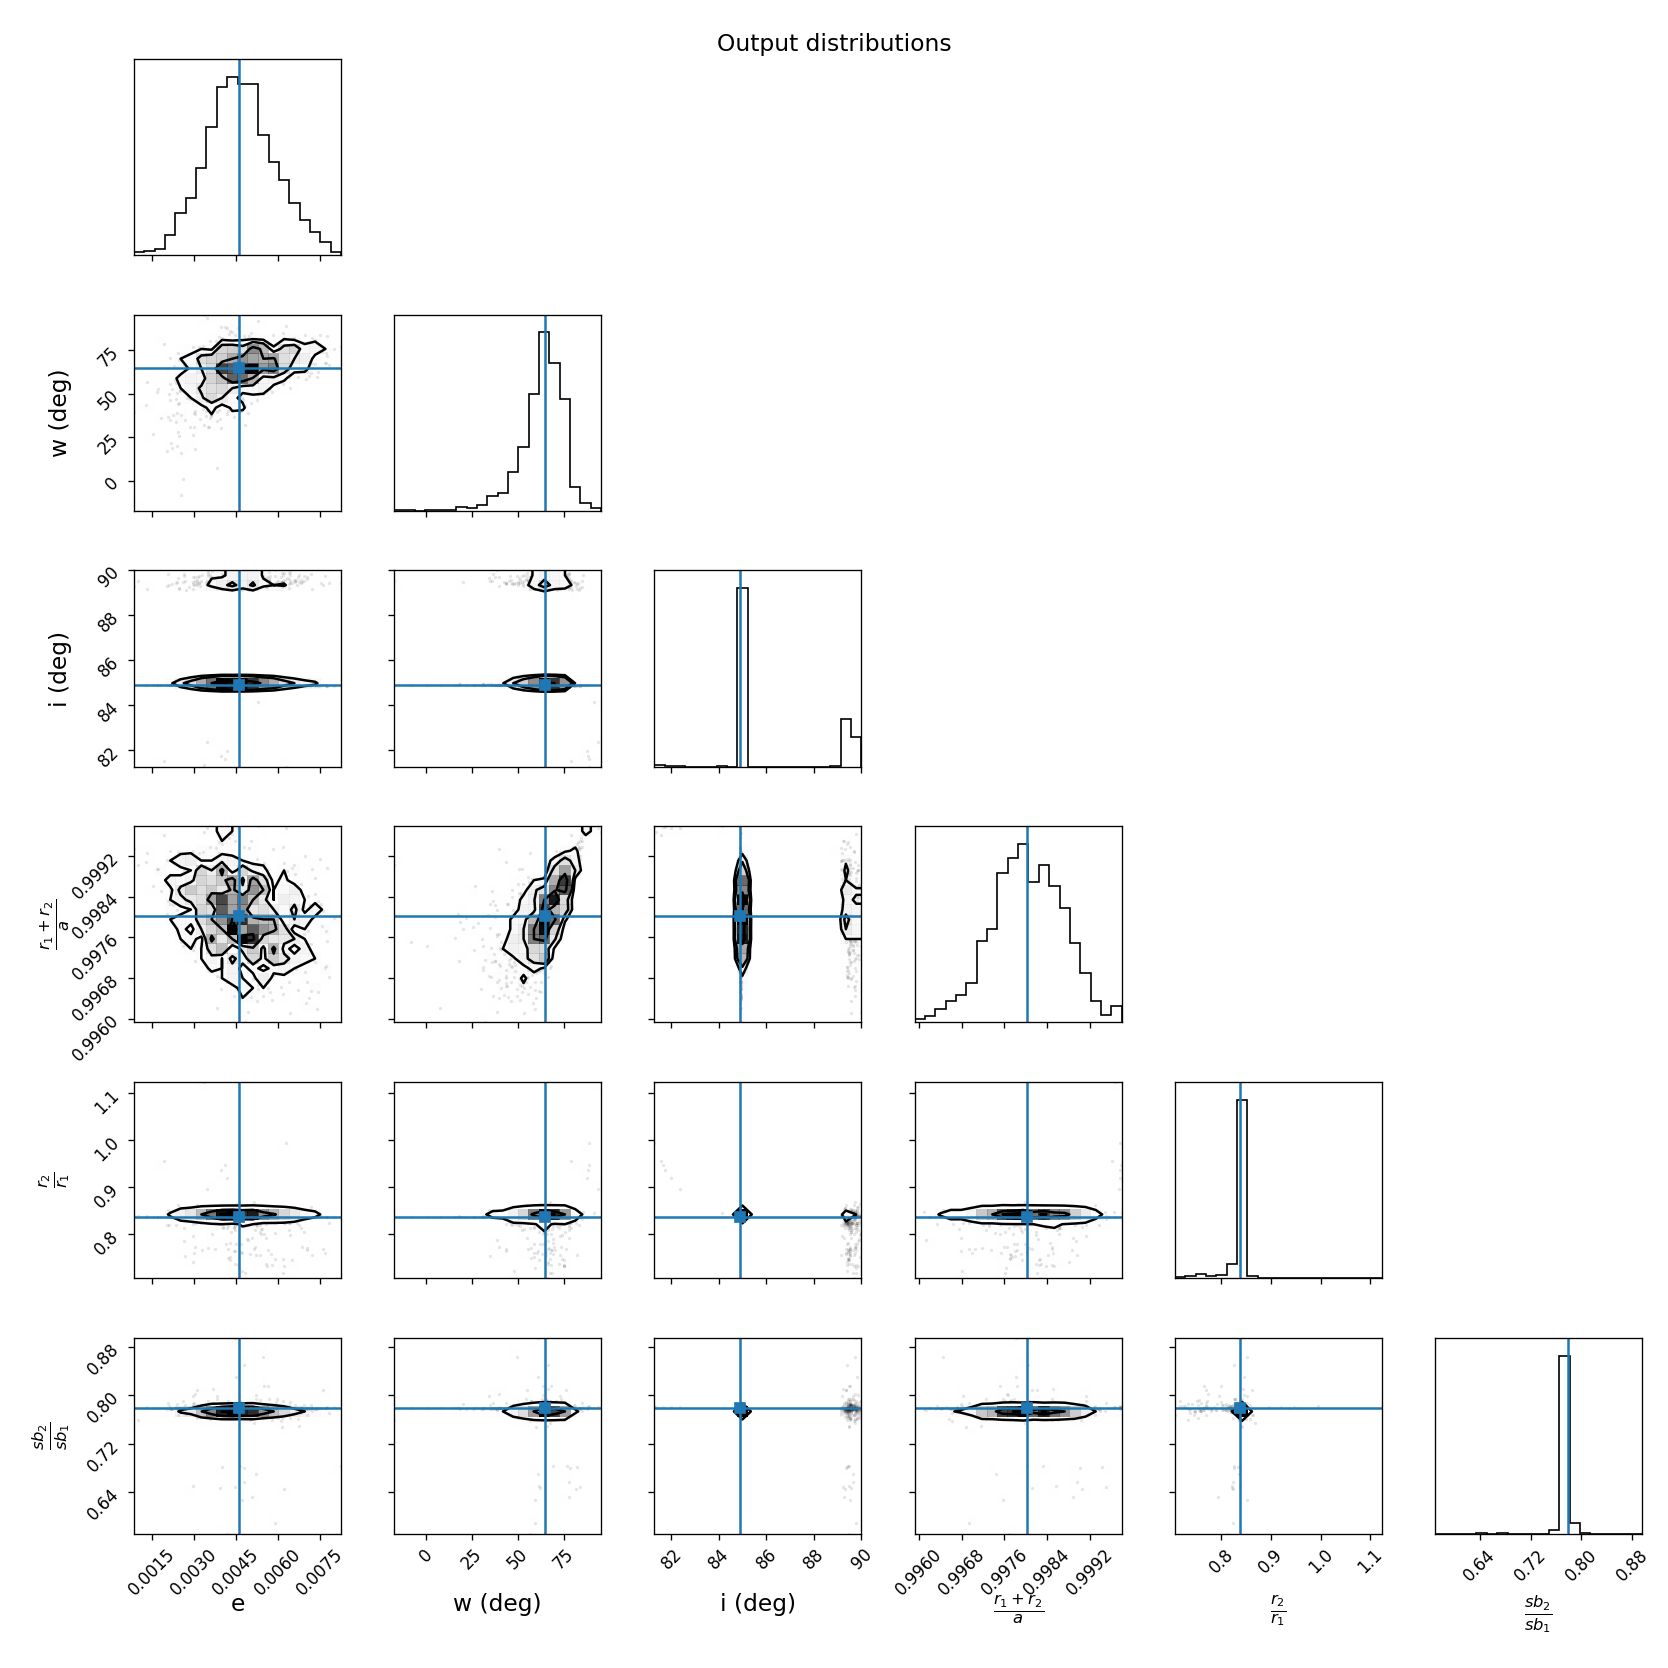 Output distributions
75
50
25
0
w (deg)
90
88
86
84
82
i (deg)
0.9992
0.9984
0.9976
0.9968
0.9960
r₁ + r₂
a
1.1
1.0
0.9
0.8
r₂
r₁
0.88
0.80
0.72
0.64
sb₂
sb₁
0.0015 0.0030 0.0045 0.0060 0.0075
0 25 50 75
82 84 86 88 90
0.9960 0.9968 0.9976 0.9984 0.9992
0.8 0.9 1.0 1.1
0.64 0.72 0.80 0.88
e
w (deg)
i (deg)
r₁ + r₂
a
r₂
r₁
sb₂
sb₁